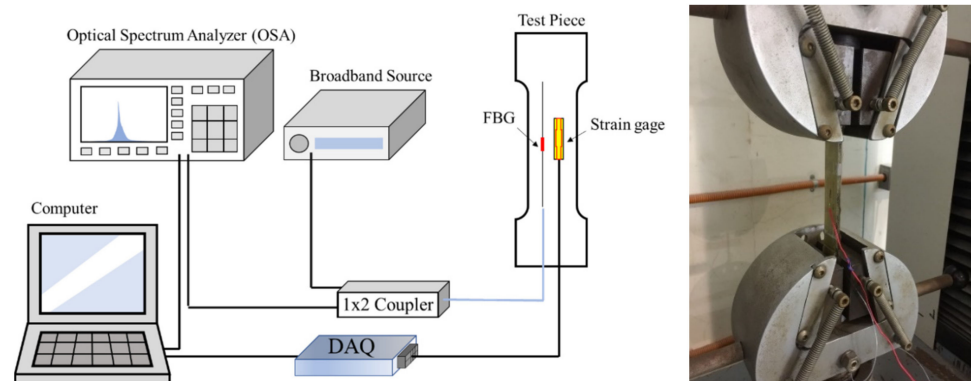 Test Piece
Optical Spectrum Analyzer (OSA)
Broadband Source
FBG
Strain gage
Computer
1x2 Coupler
DAQ